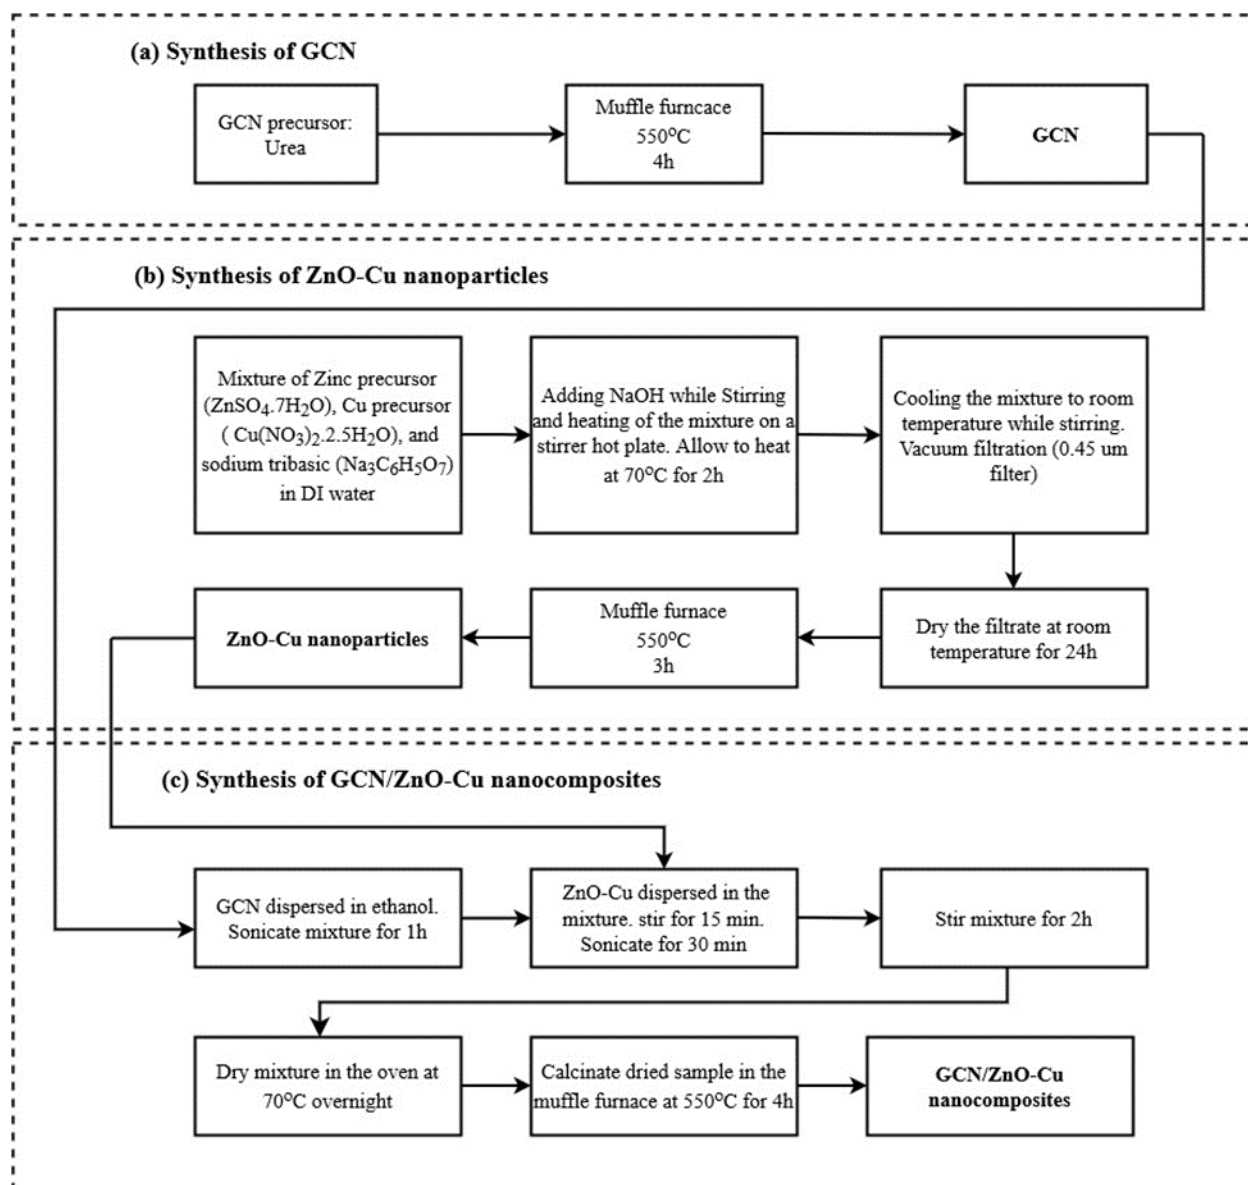 (a) Synthesis of GCN
GCN precursor:
Urea
Muffle furncace
550°C
4h
GCN
(b) Synthesis of ZnO-Cu nanoparticles
Mixture of Zinc precursor
(ZnSO4.7H2O), Cu precursor
( Cu(NO3)2.2.5H2O), and
sodium tribasic (Na3C6H5O7)
in DI water
Adding NaOH while Stirring
and heating of the mixture on a
stirrer hot plate. Allow to heat
at 70°C for 2h
Cooling the mixture to room
temperature while stirring.
Vacuum filtration (0.45 um
filter)
Dry the filtrate at room
temperature for 24h
Muffle furnace
550°C
3h
ZnO-Cu nanoparticles
(c) Synthesis of GCN/ZnO-Cu nanocomposites
GCN dispersed in ethanol.
Sonicate mixture for 1h
ZnO-Cu dispersed in the
mixture. stir for 15 min.
Sonicate for 30 min
Stir mixture for 2h
Dry mixture in the oven at
70°C overnight
Calcinate dried sample in the
muffle furnace at 550°C for 4h
GCN/ZnO-Cu
nanocomposites